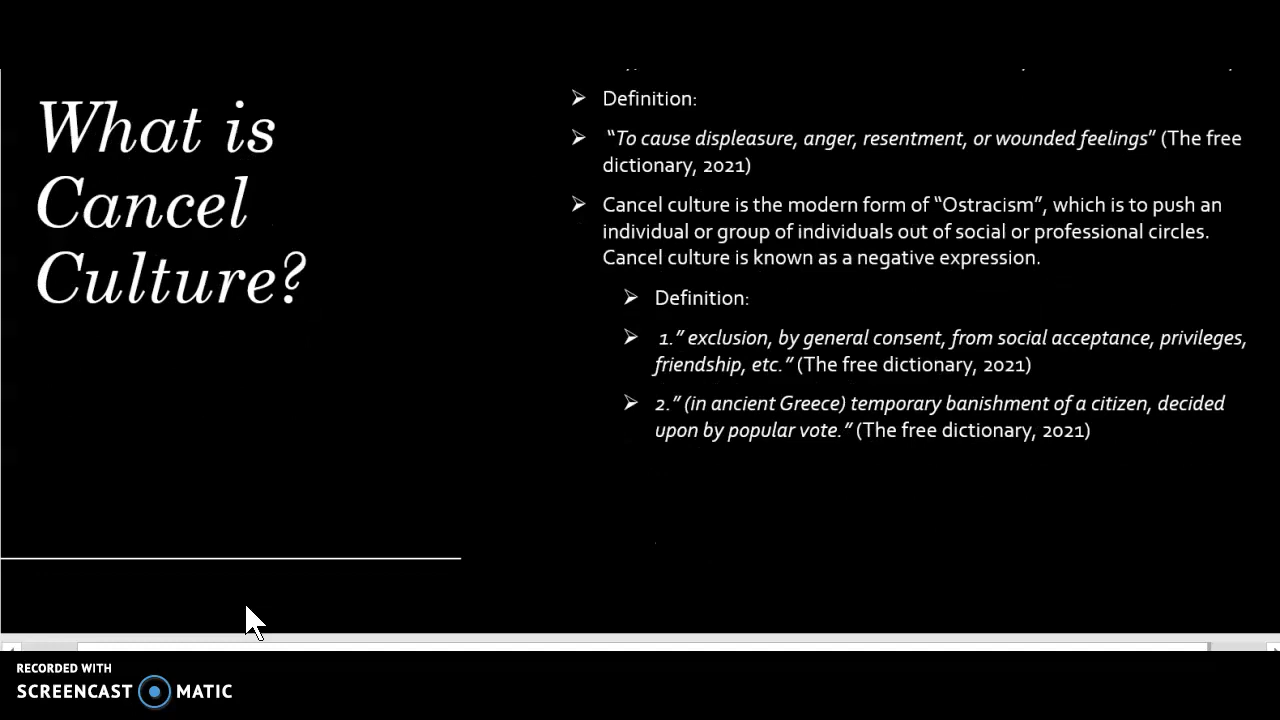 What is
Cancel
Culture?
Definition:
“To cause displeasure, anger, resentment, or wounded feelings” (The free
dictionary, 2021)
Cancel culture is the modern form of “Ostracism”, which is to push an
individual or group of individuals out of social or professional circles.
Cancel culture is known as a negative expression.
Definition:
1.” exclusion, by general consent, from social acceptance, privileges,
friendship, etc.” (The free dictionary, 2021)
2.” (in ancient Greece) temporary banishment of a citizen, decided
upon by popular vote.” (The free dictionary, 2021)
RECORDED WITH
SCREENCAST MATIC